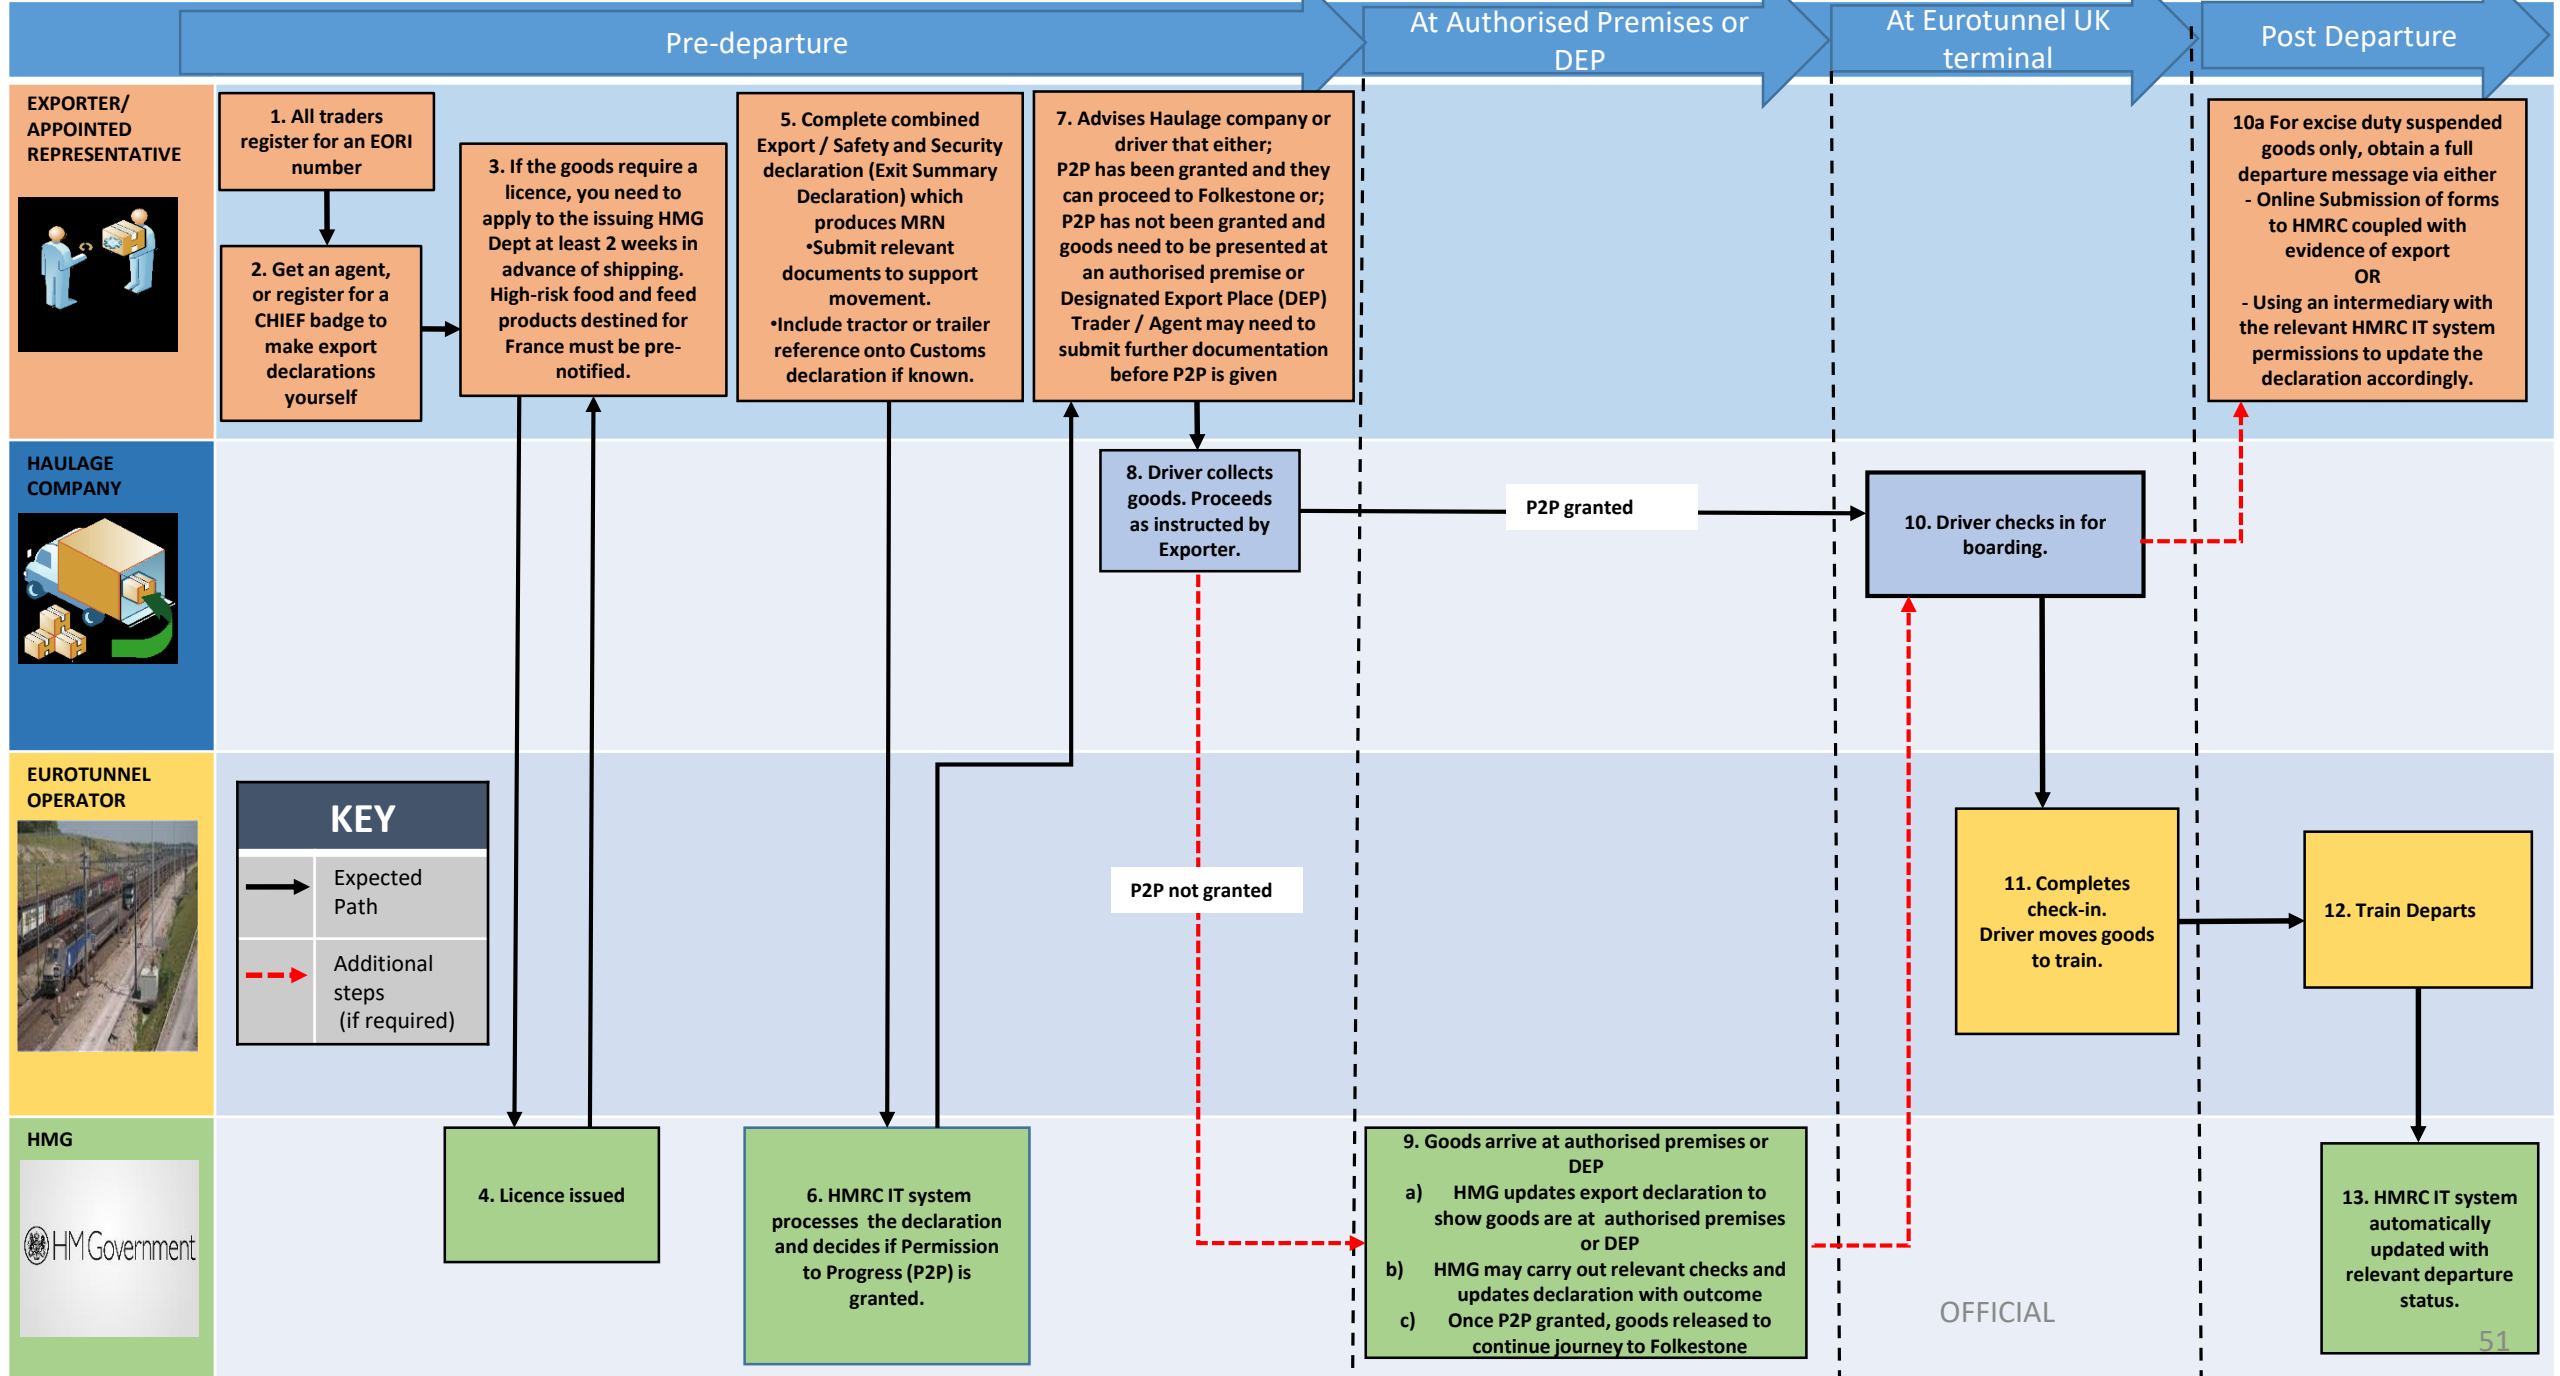 Pre-departure
At Authorised Premises or
DEP
At Eurotunnel UK
terminal
Post Departure
EXPORTER/
APPOINTED
REPRESENTATIVE
1. All traders
register for an EORI
number
2. Get an agent,
or register for a
CHIEF badge to
make export
declarations
yourself
3. If the goods require a
licence, you need to
apply to the issuing HMG
Dept at least 2 weeks in
advance of shipping.
High-risk food and feed
products destined for
France must be pre-
notified.
5. Complete combined
Export / Safety and Security
declaration (Exit Summary
Declaration) which
produces MRN
•Submit relevant
documents to support
movement.
•Include tractor or trailer
reference onto Customs
declaration if known.
7. Advises Haulage company or
driver that either;
P2P has been granted and they
can proceed to Folkestone or;
P2P has not been granted and
goods need to be presented at
an authorised premise or
Designated Export Place (DEP)
Trader / Agent may need to
submit further documentation
before P2P is given
10a For excise duty suspended
goods only, obtain a full
departure message via either
- Online Submission of forms
to HMRC coupled with
evidence of export
OR
- Using an intermediary with
the relevant HMRC IT system
permissions to update the
declaration accordingly.
HAULAGE
COMPANY
8. Driver collects
goods. Proceeds
as instructed by
Exporter.
P2P granted
10. Driver checks in for
boarding.
EUROTUNNEL
OPERATOR
KEY
Expected
Path
Additional
steps
(if required)
P2P not granted
11. Completes
check-in.
Driver moves goods
to train.
12. Train Departs
HMG
HM Government
4. Licence issued
6. HMRC IT system
processes the declaration
and decides if Permission
to Progress (P2P) is
granted.
9. Goods arrive at authorised premises or
DEP
a) HMG updates export declaration to
show goods are at authorised premises
or DEP
b) HMG may carry out relevant checks and
updates declaration with outcome
c) Once P2P granted, goods released to
continue journey to Folkestone
13. HMRC IT system
automatically
updated with
relevant departure
status.
OFFICIAL
51